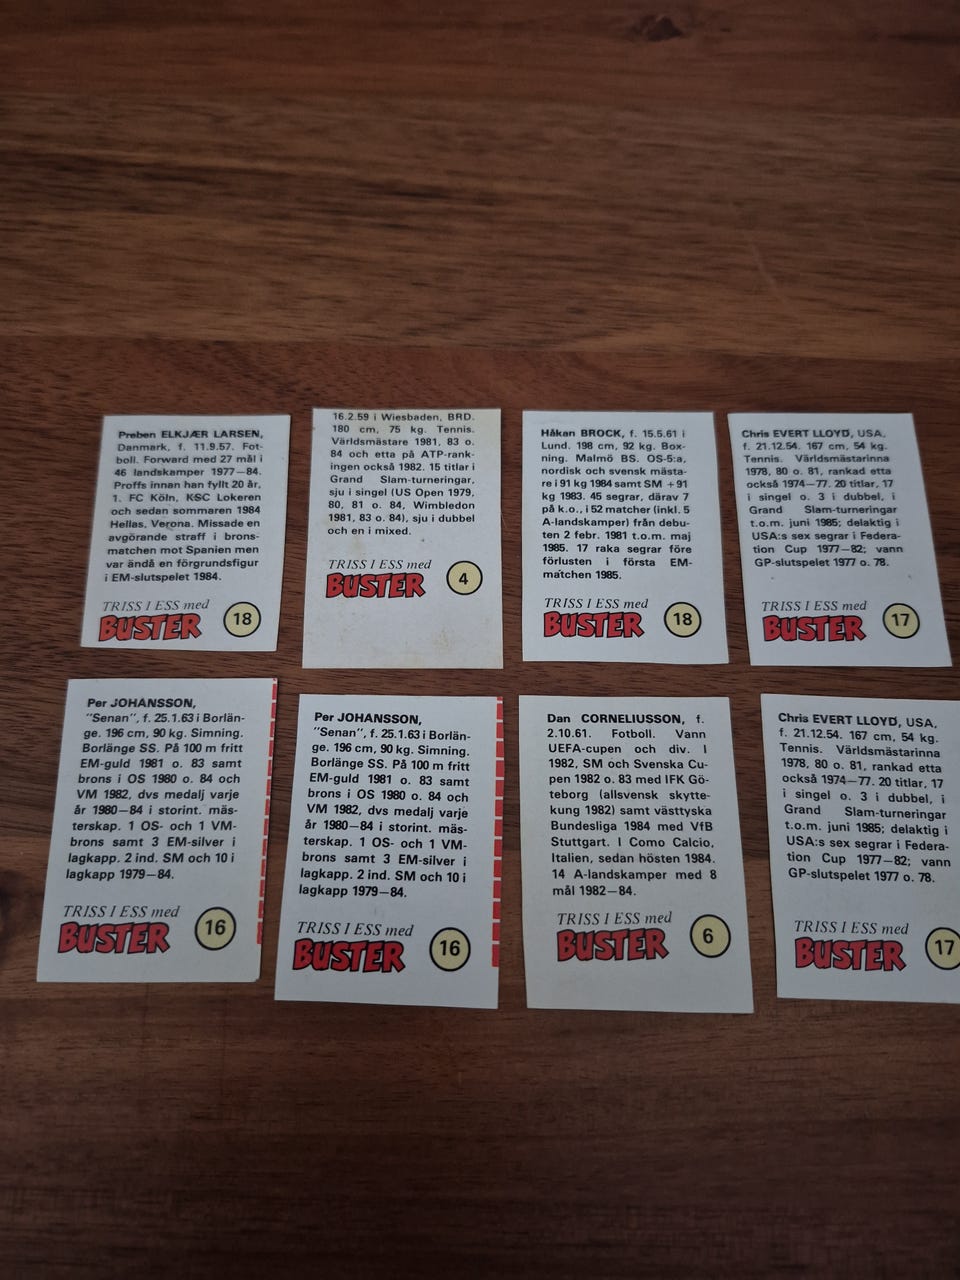 Preben ELKJÆR LARSEN,
Danmark, f. 11.9.57. Fot-
boll. Forward med 27 mål i
46 landskamper 1977–84.
Proffs innan han fyllt 20 år,
1. FC Köln, KSC Lokeren
och sedan sommaren 1984
Hellas, Verona. Missade en
avgörande straff i brons-
matchen mot Spanien men
var ändå en förgrundsfigur
i EM-slutspelet 1984.
TRISS I ESS med
BUSTER 18
16.2.59 i Wiesbaden, BRD.
180 cm, 75 kg. Tennis.
Världsmästare 1981, 83 o.
84 och etta på ATP-rank-
ingen också 1982. 15 titlar i
Grand Slam-turneringar,
sju i singel (US Open 1979,
80, 81 o. 84, Wimbledon
1981, 83 o. 84), sju i dubbel
och en i mixed.
TRISS I ESS med
BUSTER 4
Håkan BROCK, f. 15.5.61 i
Lund. 198 cm, 92 kg. Box-
ning. Malmö BS. OS-5:a,
nordisk och svensk mästa-
re i 91 kg 1984 samt SM +91
kg 1983. 45 segrar, därav 7
på k.o., i 52 matcher (inkl. 5
A-landskamper) från debu-
ten 2 febr. 1981 t.o.m. maj
1985. 17 raka segrar före
förlusten i första EM-
matchen 1985.
TRISS I ESS med
BUSTER 18
Chris EVERT LLOYD, USA,
f. 21.12.54. 167 cm, 54 kg.
Tennis. Världsmästarinna
1978, 80 o. 81, rankad etta
också 1974–77. 20 titlar, 17
i singel o. 3 i dubbel, i
Grand Slam-turneringar
t.o.m. juni 1985; delaktig i
USA:s sex segrar i Federa-
tion Cup 1977–82; vann
GP-slutspelet 1977 o. 78.
TRISS I ESS med
BUSTER 17
Per JOHANSSON,
"Senan", f. 25.1.63 i Borlän-
ge. 196 cm, 90 kg. Simning.
Borlänge SS. På 100 m fritt
EM-guld 1981 o. 83 samt
brons i OS 1980 o. 84 och
VM 1982, dvs medalj varje
år 1980–84 i storint. mäs-
terskap. 1 OS- och 1 VM-
brons samt 3 EM-silver i
lagkapp. 2 ind. SM och 10 i
lagkapp 1979–84.
TRISS I ESS med
BUSTER 16
Per JOHANSSON,
"Senan", f. 25.1.63 i Borlän-
ge. 196 cm, 90 kg. Simning.
Borlänge SS. På 100 m fritt
EM-guld 1981 o. 83 samt
brons i OS 1980 o. 84 och
VM 1982, dvs medalj varje
år 1980–84 i storint. mäs-
terskap. 1 OS- och 1 VM-
brons samt 3 EM-silver i
lagkapp. 2 ind. SM och 10 i
lagkapp 1979–84.
TRISS I ESS med
BUSTER 16
Dan CORNELIUSSON, f.
2.10.61. Fotboll. Vann
UEFA-cupen och div. I
1982, SM och Svenska Cu-
pen 1982 o. 83 med IFK Gö-
teborg (allsvensk skytte-
kung 1982) samt västtyska
Bundesliga 1984 med VfB
Stuttgart. I Como Calcio,
Italien, sedan hösten 1984.
14 A-landskamper med 8
mål 1982–84.
TRISS I ESS med
BUSTER 6
Chris EVERT LLOYD, USA,
f. 21.12.54. 167 cm, 54 kg.
Tennis. Världsmästarinna
1978, 80 o. 81, rankad etta
också 1974–77. 20 titlar, 17
i singel o. 3 i dubbel, i
Grand Slam-turneringar
t.o.m. juni 1985; delaktig i
USA:s sex segrar i Federa-
tion Cup 1977–82; vann
GP-slutspelet 1977 o. 78.
TRISS I ESS med
BUSTER 17